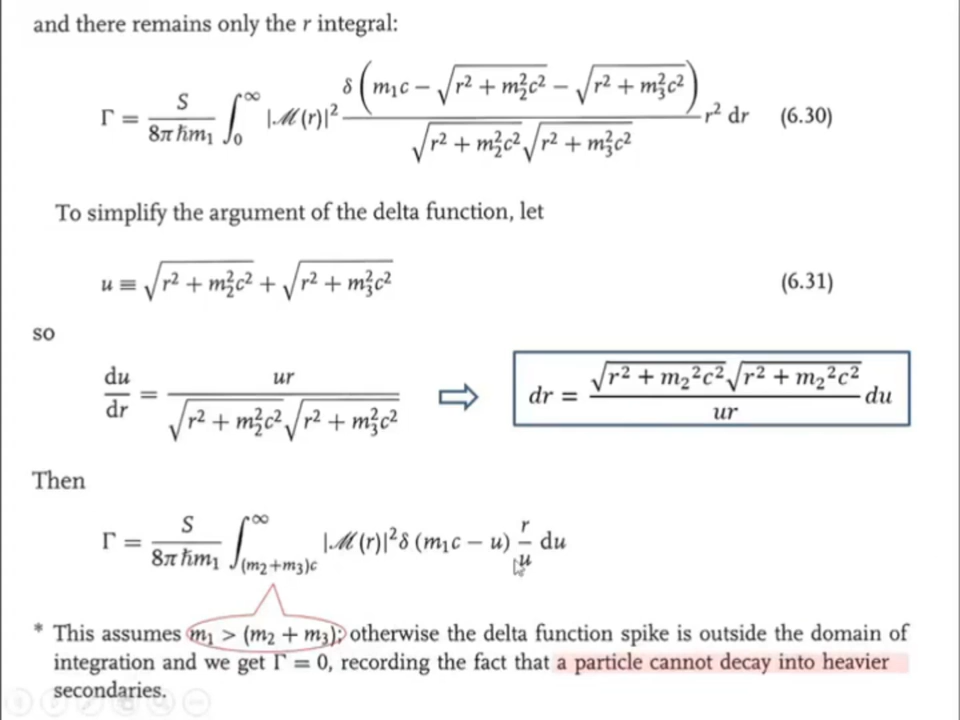 and there remains only the r integral:
Γ = S/(8πħm₁) ∫₀^∞ |ℳ(r)|² δ(m₁c − √(r² + m₂²c²) − √(r² + m₃²c²)) / (√(r² + m₂²c²) √(r² + m₃²c²)) r² dr (6.30)
To simplify the argument of the delta function, let
u ≡ √(r² + m₂²c²) + √(r² + m₃²c²) (6.31)
so
du/dr = ur / (√(r² + m₂²c²) √(r² + m₃²c²)) ⇨ dr = √(r² + m₂²c²) √(r² + m₂²c²) / ur du
Then
Γ = S/(8πħm₁) ∫_(m₂+m₃)c^∞ |ℳ(r)|² δ(m₁c − u) r/u du
* This assumes m₁ > (m₂ + m₃); otherwise the delta function spike is outside the domain of
integration and we get Γ = 0, recording the fact that a particle cannot decay into heavier
secondaries.